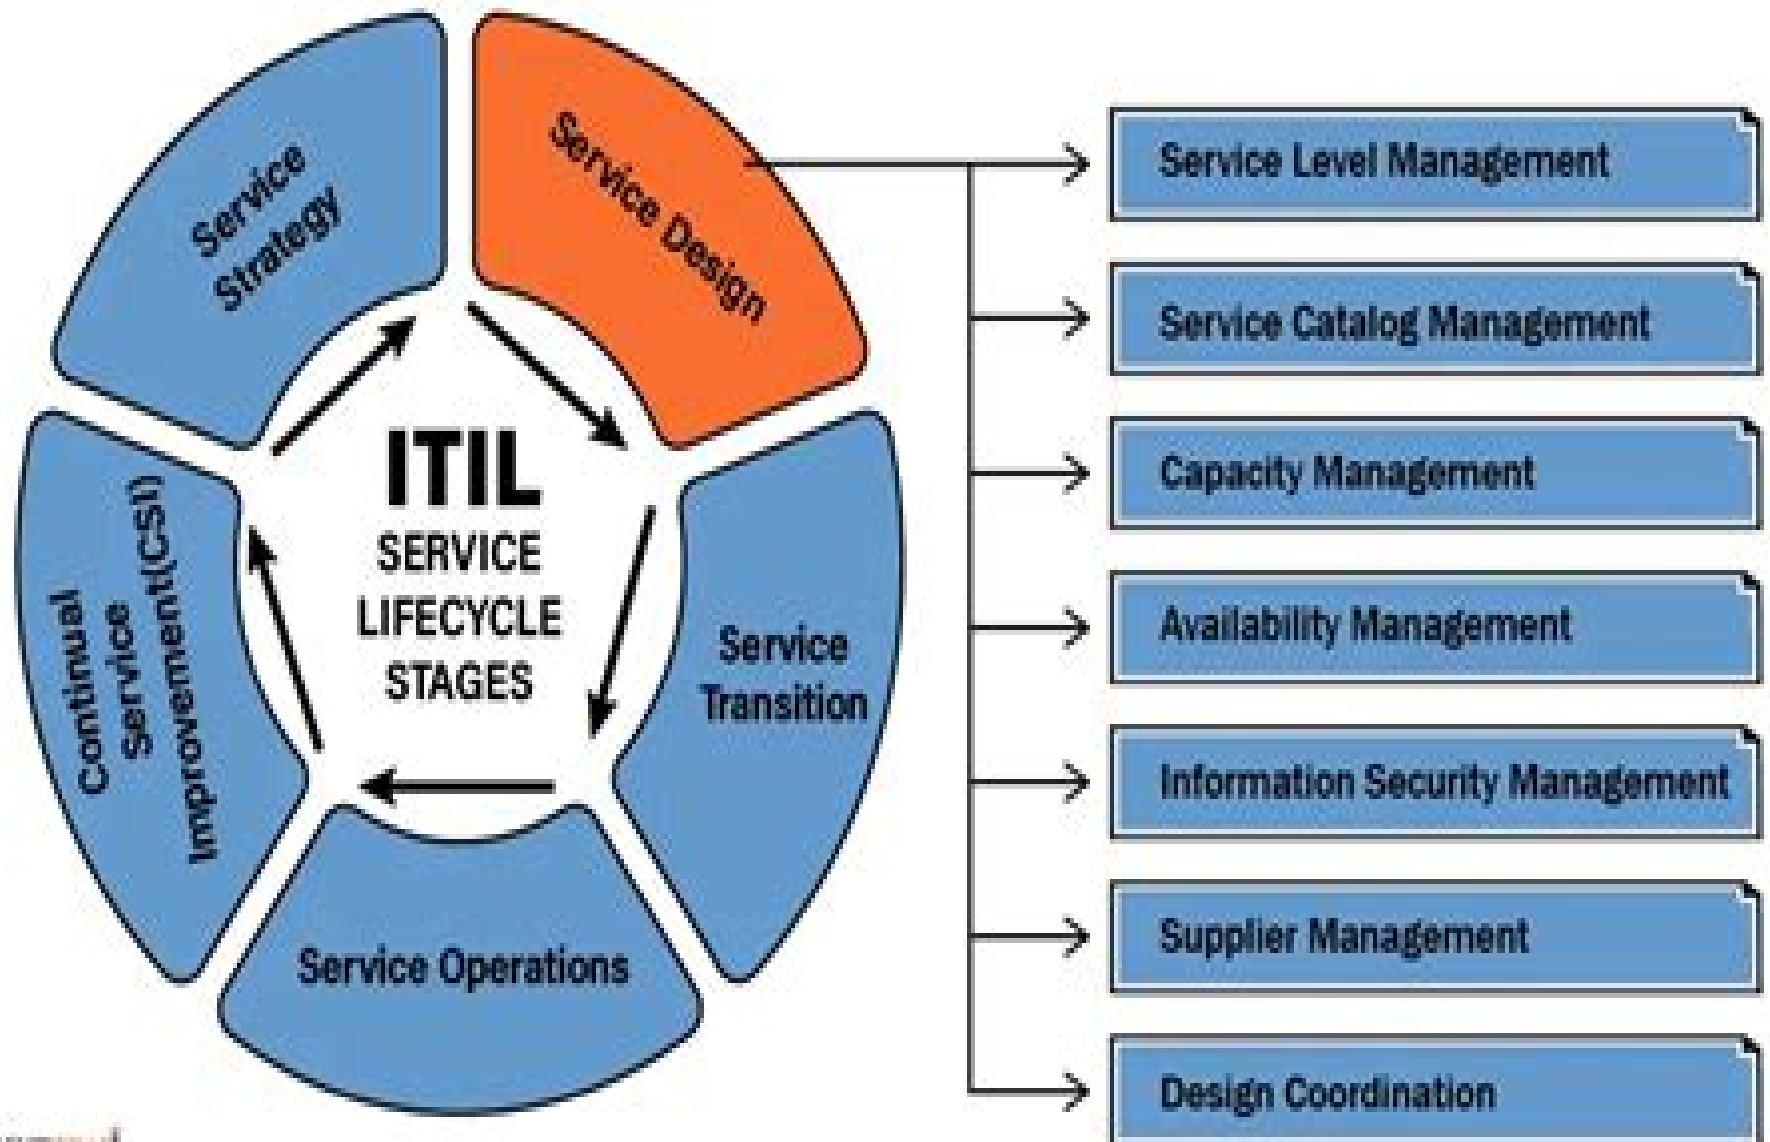 Service
Strategy
Service Design
Service Level Management
Service Catalog Management
Capacity Management
Availability Management
Information Security Management
Supplier Management
Design Coordination
ITIL
SERVICE
LIFECYCLE
STAGES
Service
Transition
Service Operations
Continual
Service
Improvement(CSI)